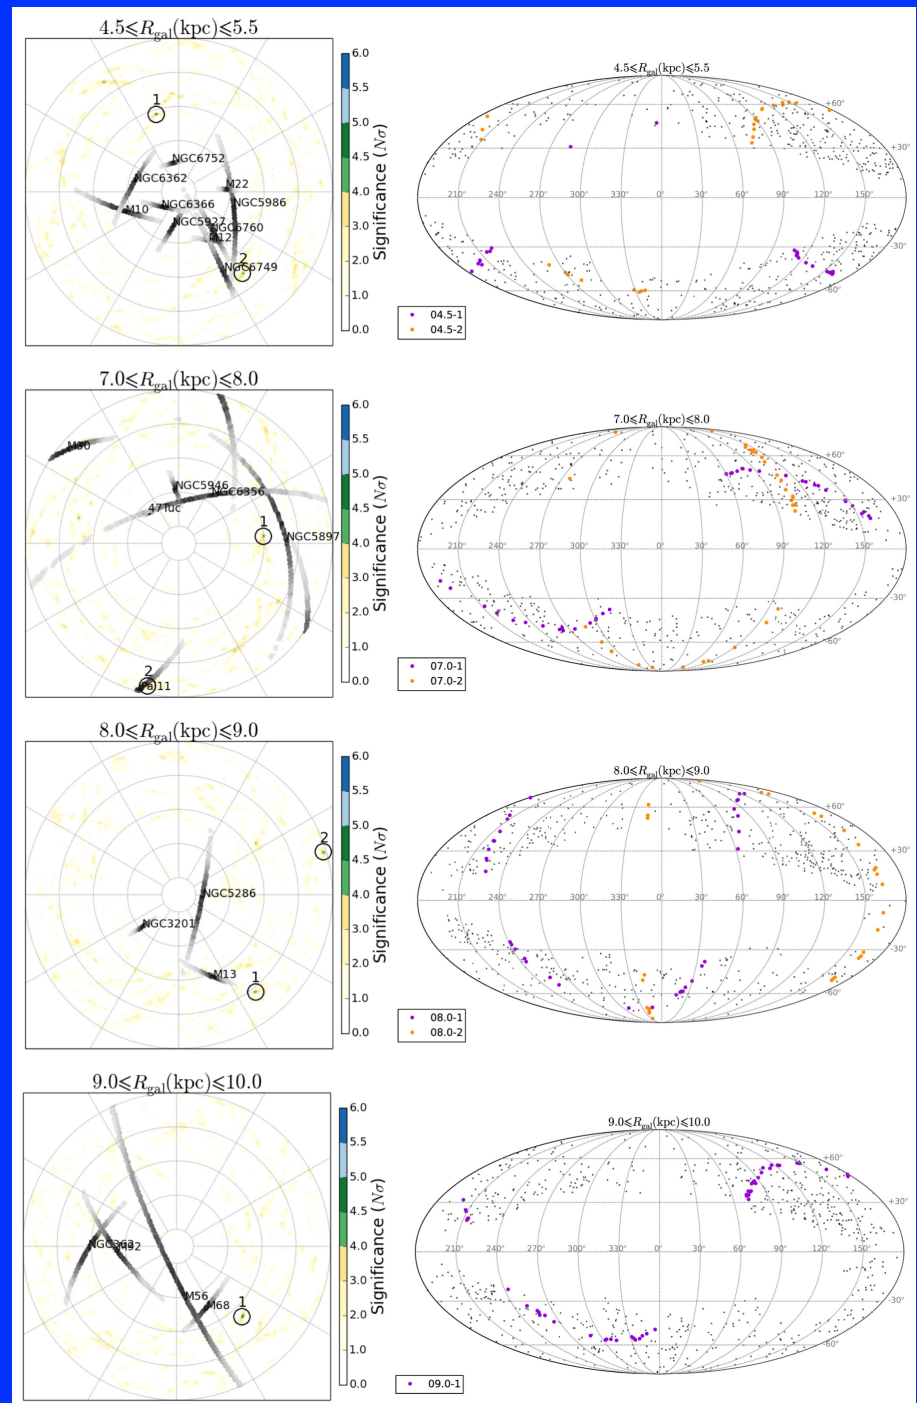 4.5⩽R_gal(kpc)⩽5.5
1
NGC6752
NGC6362
M22
NGC6366
NGC5986
M10
NGC5927
NGC6760
M12
2
NGC6749
6.0
5.5
5.0
4.5
4.0
3.0
2.0
1.0
0.0
Significance (Nσ)
4.5⩽R_gal(kpc)⩽5.5
+60°
+30°
210° 240° 270° 300° 330° 0° 30° 60° 90° 120° 150°
-30°
-60°
04.5-1
04.5-2
7.0⩽R_gal(kpc)⩽8.0
M30
NGC5946
NGC6356
47Tuc
1
NGC5897
2
Pal11
6.0
5.5
5.0
4.5
4.0
3.0
2.0
1.0
0.0
Significance (Nσ)
7.0⩽R_gal(kpc)⩽8.0
+60°
+30°
210° 240° 270° 300° 330° 0° 30° 60° 90° 120° 150°
-30°
-60°
07.0-1
07.0-2
8.0⩽R_gal(kpc)⩽9.0
2
NGC5286
NGC3201
M13
1
6.0
5.5
5.0
4.5
4.0
3.0
2.0
1.0
0.0
Significance (Nσ)
8.0⩽R_gal(kpc)⩽9.0
+60°
+30°
210° 240° 270° 300° 330° 0° 30° 60° 90° 120° 150°
-30°
-60°
08.0-1
08.0-2
9.0⩽R_gal(kpc)⩽10.0
NGC362
M92
M56
M68
1
6.0
5.5
5.0
4.5
4.0
3.0
2.0
1.0
0.0
Significance (Nσ)
9.0⩽R_gal(kpc)⩽10.0
+60°
+30°
210° 240° 270° 300° 330° 0° 30° 60° 90° 120° 150°
-30°
-60°
09.0-1